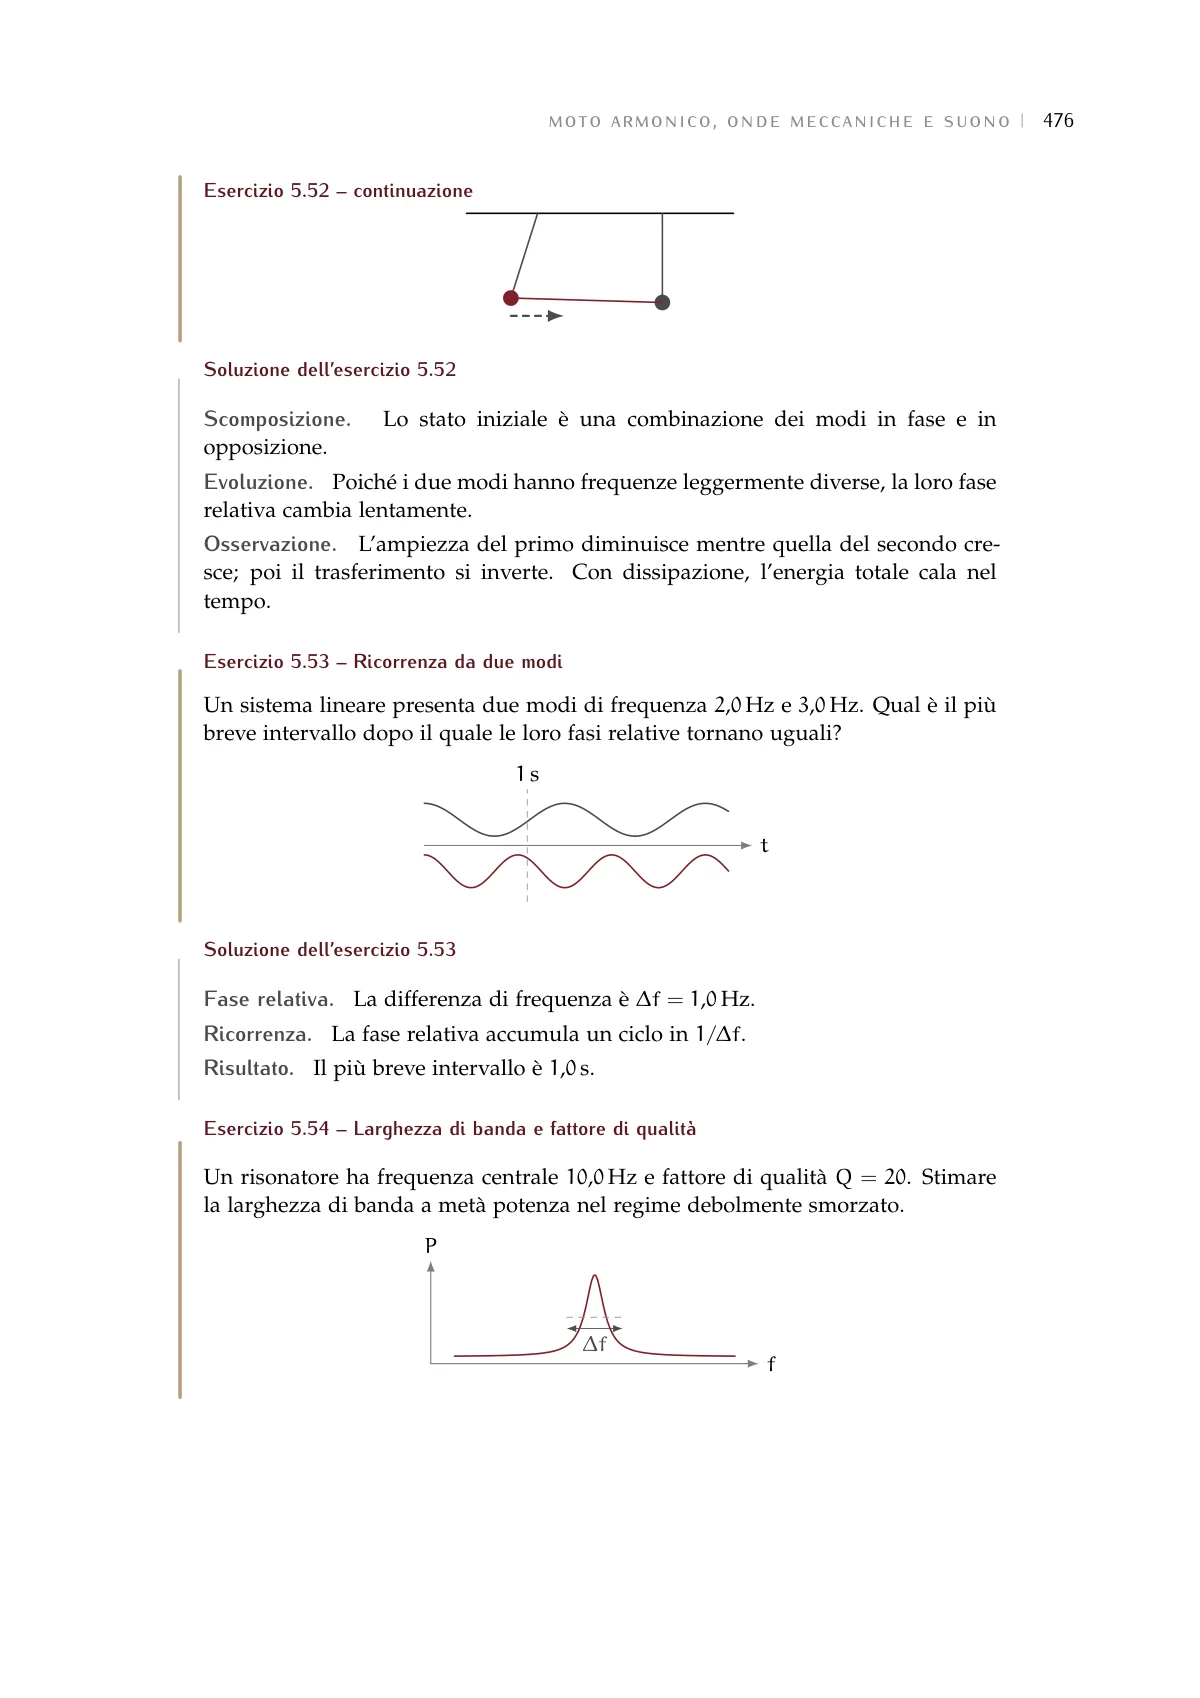 MOTO ARMONICO, ONDE MECCANICHE E SUONO | 476
Esercizio 5.52 – continuazione
Soluzione dell'esercizio 5.52
Scomposizione. Lo stato iniziale è una combinazione dei modi in fase e in
opposizione.
Evoluzione. Poiché i due modi hanno frequenze leggermente diverse, la loro fase
relativa cambia lentamente.
Osservazione. L'ampiezza del primo diminuisce mentre quella del secondo cre-
sce; poi il trasferimento si inverte. Con dissipazione, l'energia totale cala nel
tempo.
Esercizio 5.53 – Ricorrenza da due modi
Un sistema lineare presenta due modi di frequenza 2,0 Hz e 3,0 Hz. Qual è il più
breve intervallo dopo il quale le loro fasi relative tornano uguali?
1 s
t
Soluzione dell'esercizio 5.53
Fase relativa. La differenza di frequenza è Δf = 1,0 Hz.
Ricorrenza. La fase relativa accumula un ciclo in 1/Δf.
Risultato. Il più breve intervallo è 1,0 s.
Esercizio 5.54 – Larghezza di banda e fattore di qualità
Un risonatore ha frequenza centrale 10,0 Hz e fattore di qualità Q = 20. Stimare
la larghezza di banda a metà potenza nel regime debolmente smorzato.
P
Δf
f